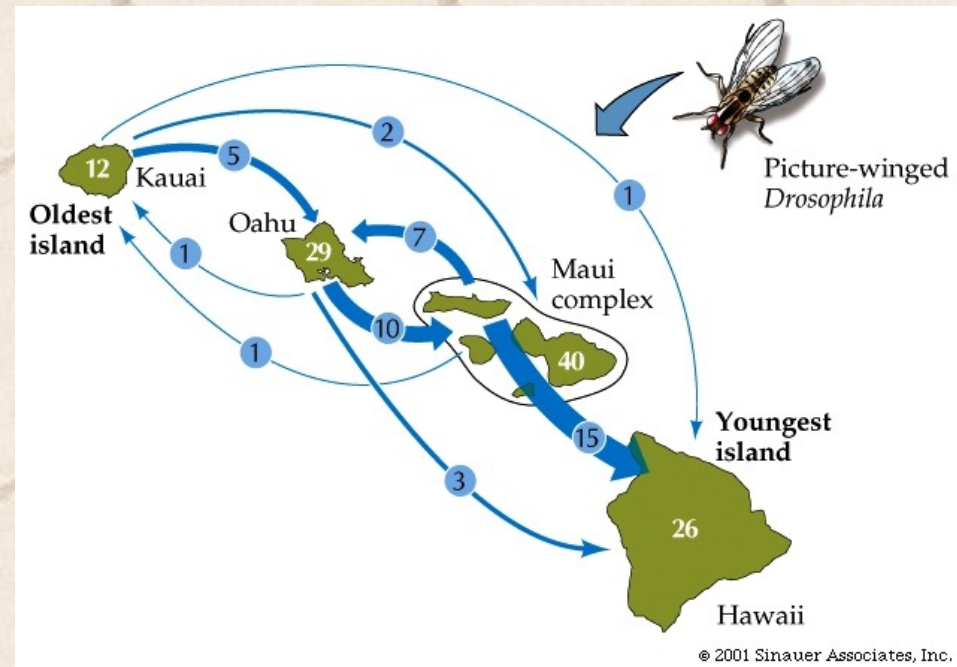 Picture-winged
Drosophila
12
Kauai
Oldest
island
5
2
1
Oahu
29
7
1
10
1
Maui
complex
40
15
3
Youngest
island
26
Hawaii
© 2001 Sinauer Associates, Inc.